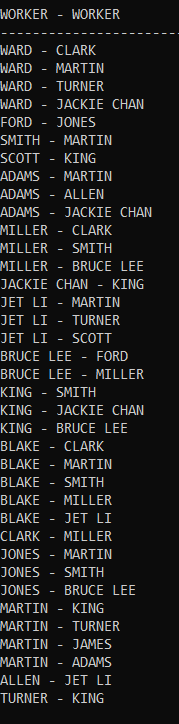 WORKER - WORKER
--------------------
WARD - CLARK
WARD - MARTIN
WARD - TURNER
WARD - JACKIE CHAN
FORD - JONES
SMITH - MARTIN
SCOTT - KING
ADAMS - MARTIN
ADAMS - ALLEN
ADAMS - JACKIE CHAN
MILLER - CLARK
MILLER - SMITH
MILLER - BRUCE LEE
JACKIE CHAN - KING
JET LI - MARTIN
JET LI - TURNER
JET LI - SCOTT
BRUCE LEE - FORD
BRUCE LEE - MILLER
KING - SMITH
KING - JACKIE CHAN
KING - BRUCE LEE
BLAKE - CLARK
BLAKE - MARTIN
BLAKE - SMITH
BLAKE - MILLER
BLAKE - JET LI
CLARK - MILLER
JONES - MARTIN
JONES - SMITH
JONES - BRUCE LEE
MARTIN - KING
MARTIN - TURNER
MARTIN - JAMES
MARTIN - ADAMS
ALLEN - JET LI
TURNER - KING